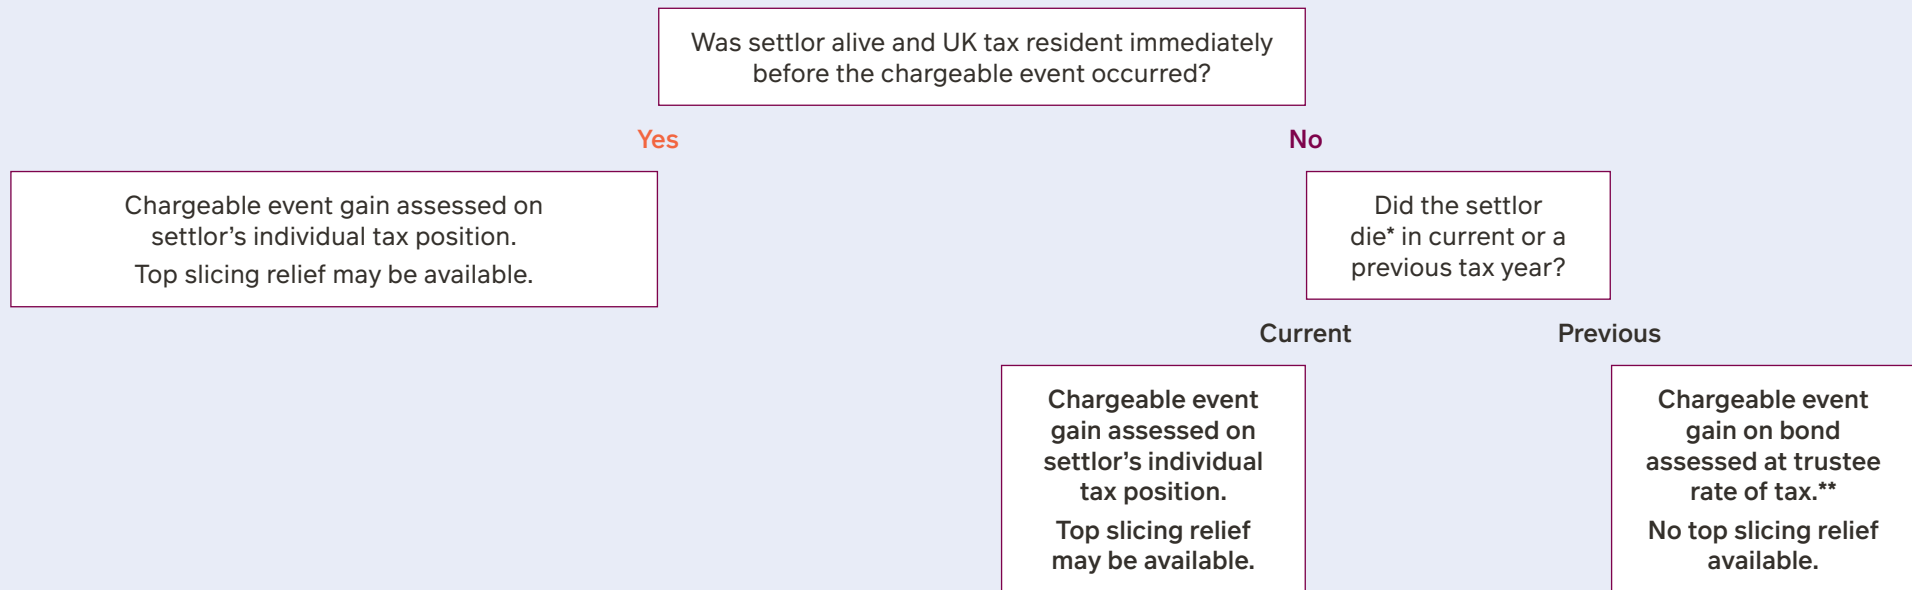 Was settlor alive and UK tax resident immediately
before the chargeable event occurred?
Yes
No
Chargeable event gain assessed on
settlor's individual tax position.
Top slicing relief may be available.
Did the settlor
die* in current or a
previous tax year?
Current
Previous
Chargeable event
gain assessed on
settlor's individual
tax position.
Top slicing relief
may be available.
Chargeable event
gain on bond
assessed at trustee
rate of tax.**
No top slicing relief
available.